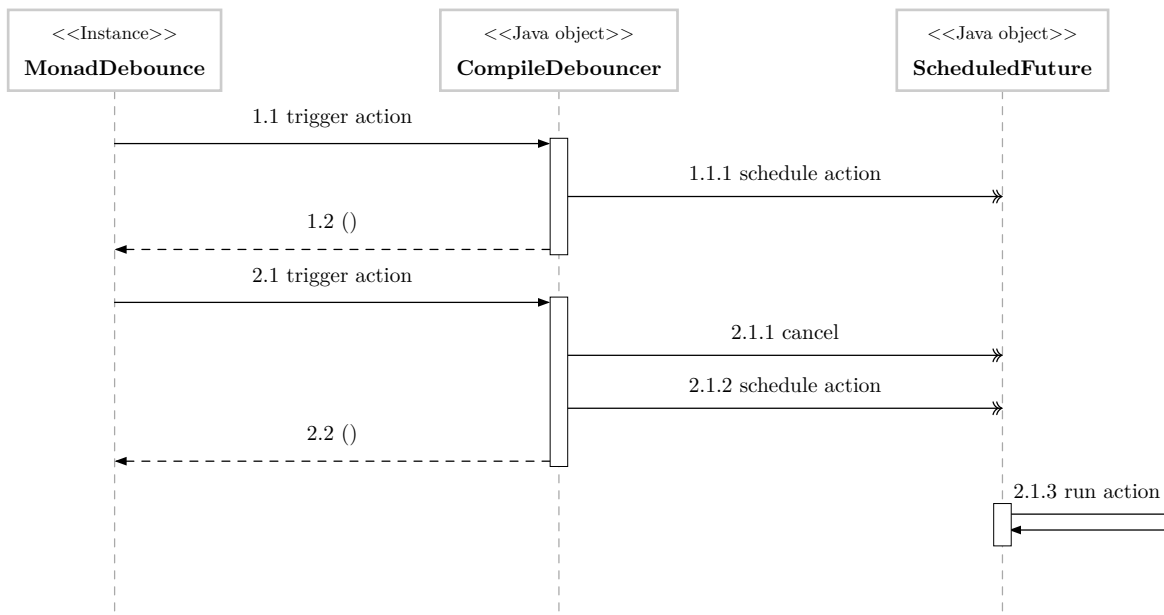 <<Instance>>
MonadDebounce
<<Java object>>
CompileDebouncer
<<Java object>>
ScheduledFuture
1.1 trigger action
1.1.1 schedule action
1.2 ()
2.1 trigger action
2.1.1 cancel
2.1.2 schedule action
2.2 ()
2.1.3 run action